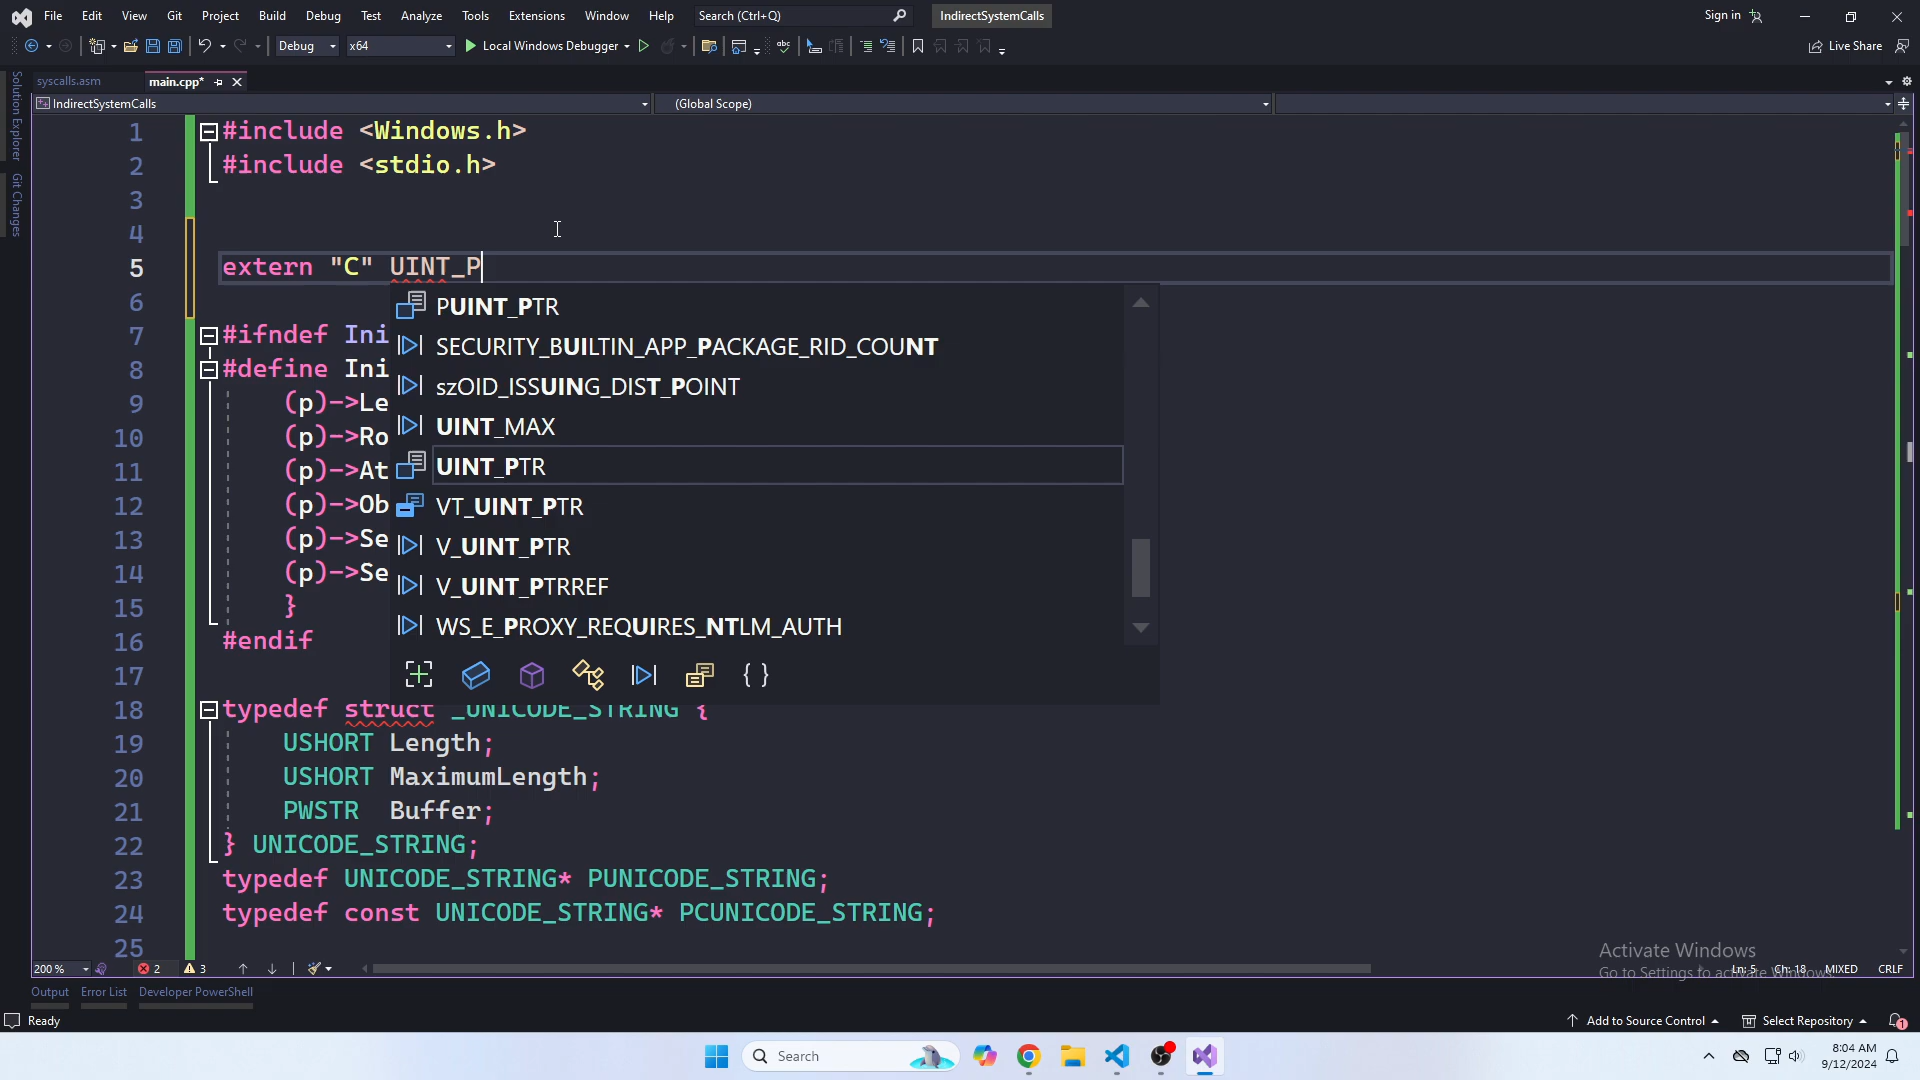 File Edit View Git Project Build Debug Test Analyze Tools Extensions Window Help Search (Ctrl+Q) IndirectSystemCalls Sign in
Debug x64 Local Windows Debugger Live Share
syscalls.asm main.cpp*
IndirectSystemCalls (Global Scope)
Solution Explorer
Git Changes
1 #include <Windows.h>
2 #include <stdio.h>
3
4
5 extern "C" UINT_P
6
PUINT_PTR
SECURITY_BUILTIN_APP_PACKAGE_RID_COUNT
szOID_ISSUING_DIST_POINT
UINT_MAX
UINT_PTR
VT_UINT_PTR
V_UINT_PTR
V_UINT_PTRREF
WS_E_PROXY_REQUIRES_NTLM_AUTH
7 #ifndef Ini
8 #define Ini
9 (p)->Le
10 (p)->Ro
11 (p)->At
12 (p)->Ob
13 (p)->Se
14 (p)->Se
15 }
16 #endif
17
18 typedef struct _UNICODE_STRING {
19 USHORT Length;
20 USHORT MaximumLength;
21 PWSTR Buffer;
22 } UNICODE_STRING;
23 typedef UNICODE_STRING* PUNICODE_STRING;
24 typedef const UNICODE_STRING* PCUNICODE_STRING;
25
Activate Windows
Go to Settings to activate Windows.
200 % 2 3 Ln: 5 Ch: 18 MIXED CRLF
Output Error List Developer PowerShell
Ready Add to Source Control Select Repository 1
Search
8:04 AM
9/12/2024